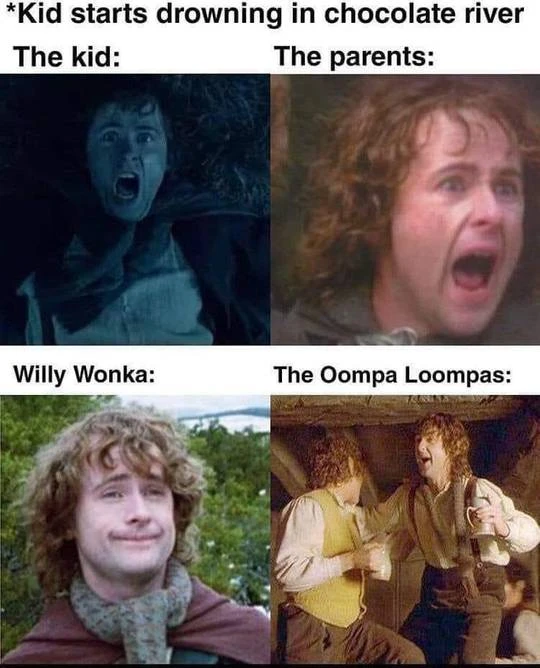 *Kid starts drowning in chocolate river
The kid:
The parents:
Willy Wonka:
The Oompa Loompas: